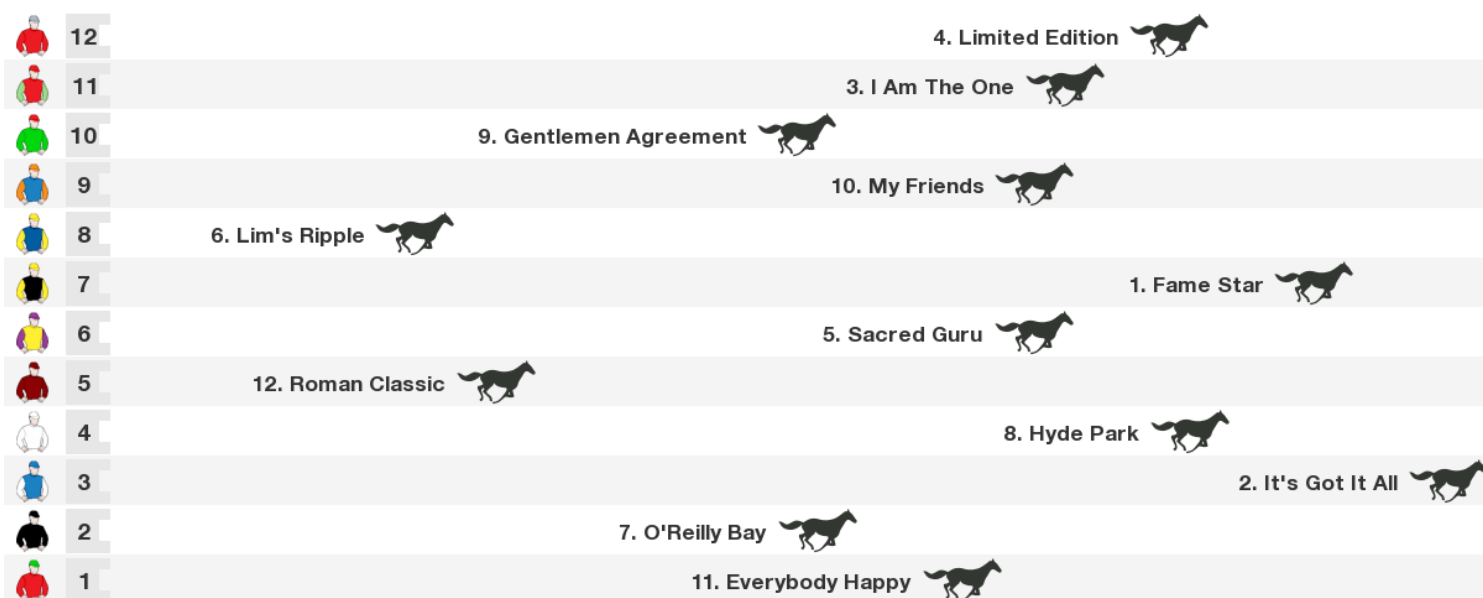 12 4. Limited Edition
11 3. I Am The One
10 9. Gentlemen Agreement
9 10. My Friends
8 6. Lim's Ripple
7 1. Fame Star
6 5. Sacred Guru
5 12. Roman Classic
4 8. Hyde Park
3 2. It's Got It All
2 7. O'Reilly Bay
1 11. Everybody Happy